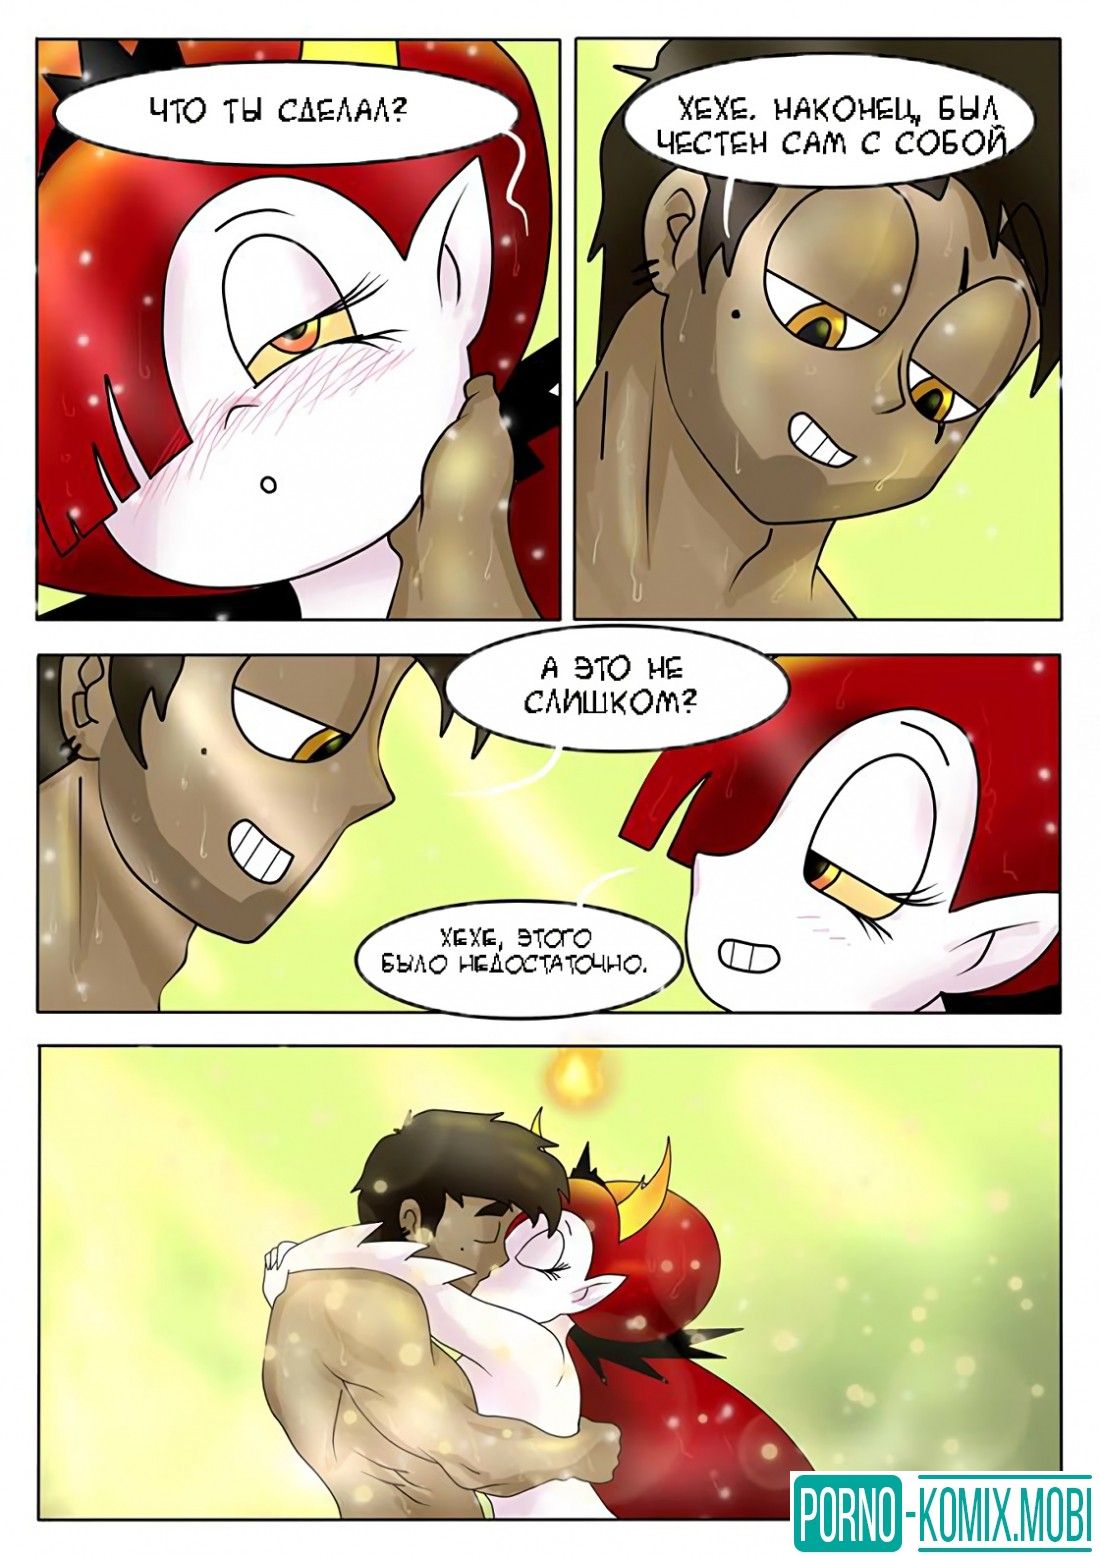 ЧТО ТЫ СДЕЛАЛ?
ХЕХЕ. НАКОНЕЦ, БЫЛ
ЧЕСТЕН САМ С СОБОЙ
А ЭТО НЕ
СЛИШКОМ?
ХЕХЕ, ЭТОГО
БЫЛО НЕДОСТАТОЧНО.
PORNO-KOMIX.MOBI